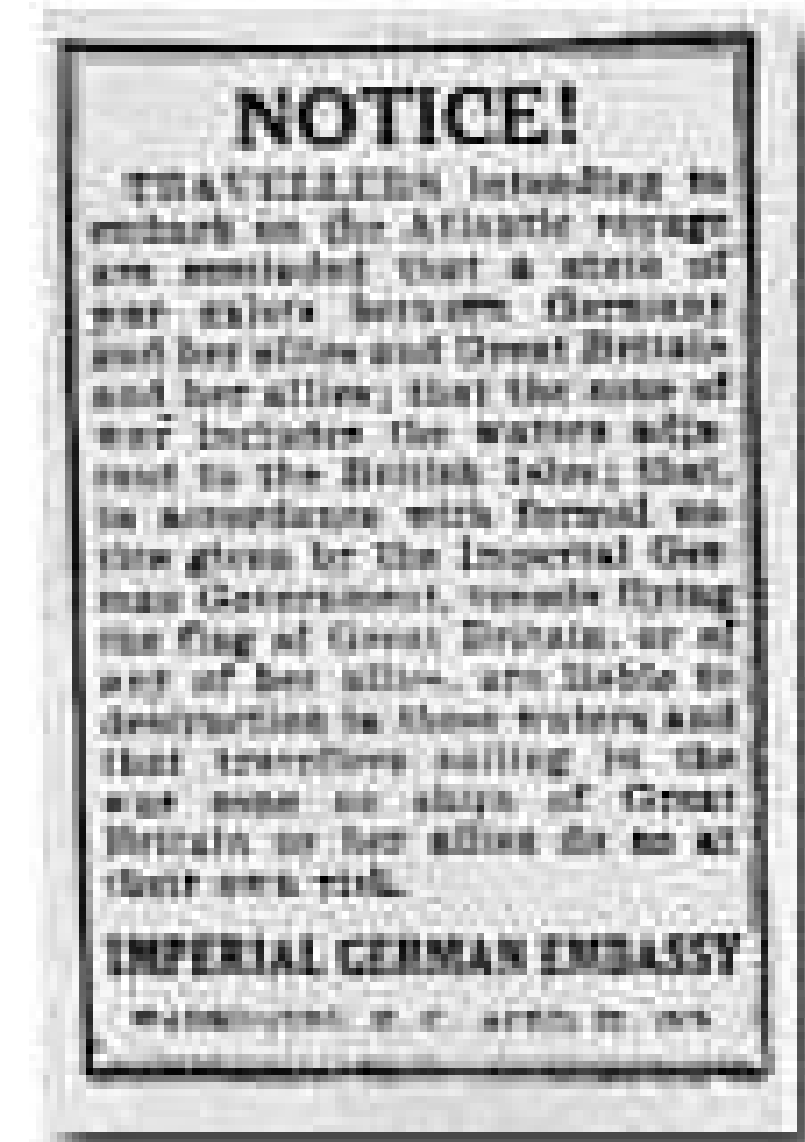 NOTICE!
TRAVELLERS intending to
embark on the Atlantic voyage
are reminded that a state of
war exists between Germany
and her allies and Great Britain
and her allies; that the zone of
war includes the waters adja-
cent to the British Isles; that,
in accordance with formal no-
tice given by the Imperial Ger-
man Government, vessels flying
the flag of Great Britain, or of
any of her allies, are liable to
destruction in those waters and
that travellers sailing in the
war zone on ships of Great
Britain or her allies do so at
their own risk.
IMPERIAL GERMAN EMBASSY
WASHINGTON, D. C., APRIL